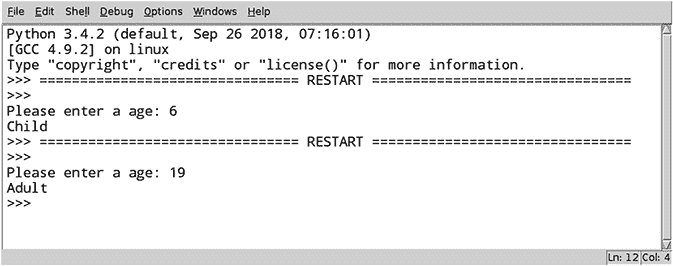 File Edit Shell Debug Options Windows Help
Python 3.4.2 (default, Sep 26 2018, 07:16:01)
[GCC 4.9.2] on linux
Type "copyright", "credits" or "license()" for more information.
>>> ================================ RESTART ================================
>>>
Please enter a age: 6
Child
>>> ================================ RESTART ================================
>>>
Please enter a age: 19
Adult
>>>
Ln: 12 Col: 4